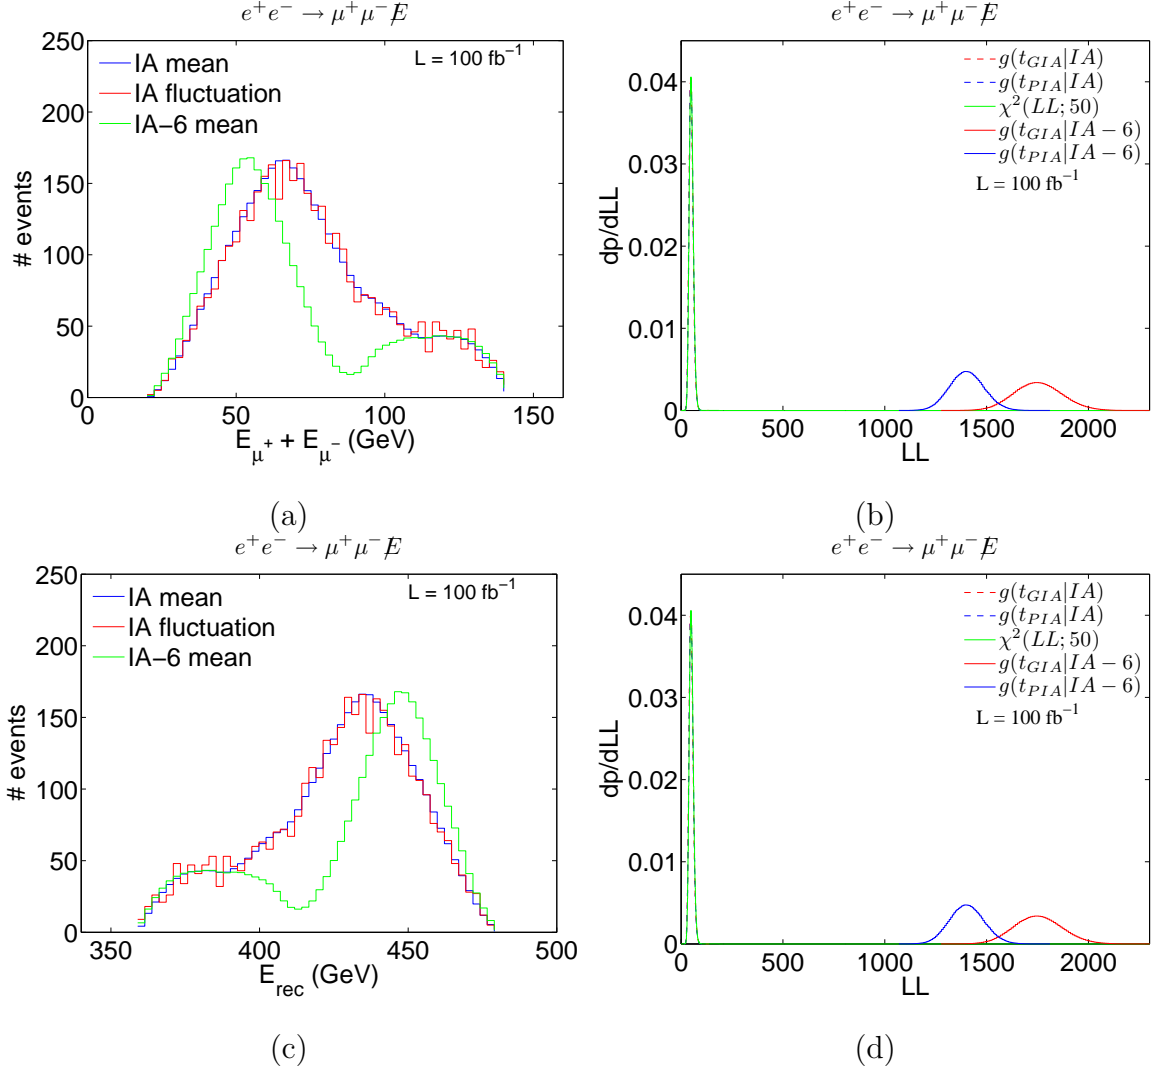 e⁺e⁻ → μ⁺μ⁻E̸
250
200
150
100
50
0
# events
IA mean
IA fluctuation
IA−6 mean
L = 100 fb⁻¹
0 50 100 150
E_μ⁺ + E_μ⁻ (GeV)
(a)
e⁺e⁻ → μ⁺μ⁻E̸
0.04
0.03
0.02
0.01
0
dp/dLL
g(t_GIA|IA)
g(t_PIA|IA)
χ²(LL; 50)
g(t_GIA|IA − 6)
g(t_PIA|IA − 6)
L = 100 fb⁻¹
0 500 1000 1500 2000
LL
(b)
e⁺e⁻ → μ⁺μ⁻E̸
250
200
150
100
50
0
# events
IA mean
IA fluctuation
IA−6 mean
L = 100 fb⁻¹
350 400 450 500
E_rec (GeV)
(c)
e⁺e⁻ → μ⁺μ⁻E̸
0.04
0.03
0.02
0.01
0
dp/dLL
g(t_GIA|IA)
g(t_PIA|IA)
χ²(LL; 50)
g(t_GIA|IA − 6)
g(t_PIA|IA − 6)
L = 100 fb⁻¹
0 500 1000 1500 2000
LL
(d)